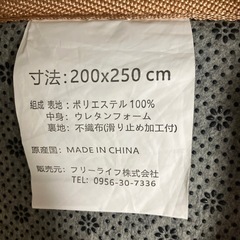 寸法:200x250 cm
組成 表地:ポリエステル100%
中身:ウレタンフォーム
裏地:不織布(滑り止め加工付)
原産国:MADE IN CHINA
販売元:フリーライフ株式会社
TEL: 0956-30-7336